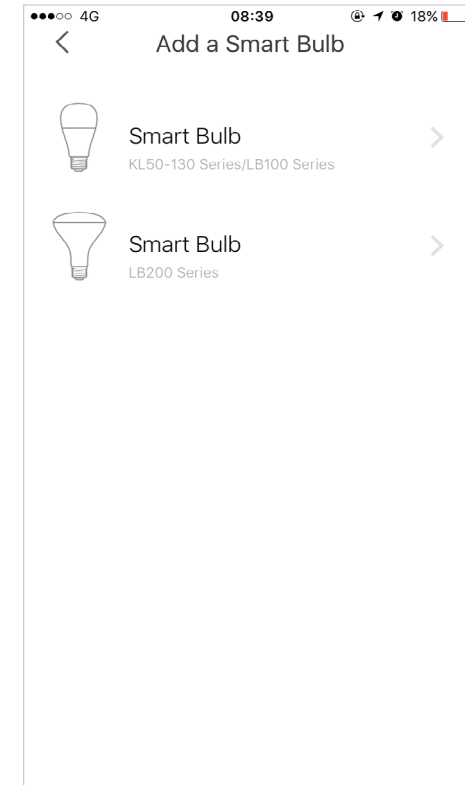 4G 08:39 18%
Add a Smart Bulb
Smart Bulb
KL50-130 Series/LB100 Series
Smart Bulb
LB200 Series